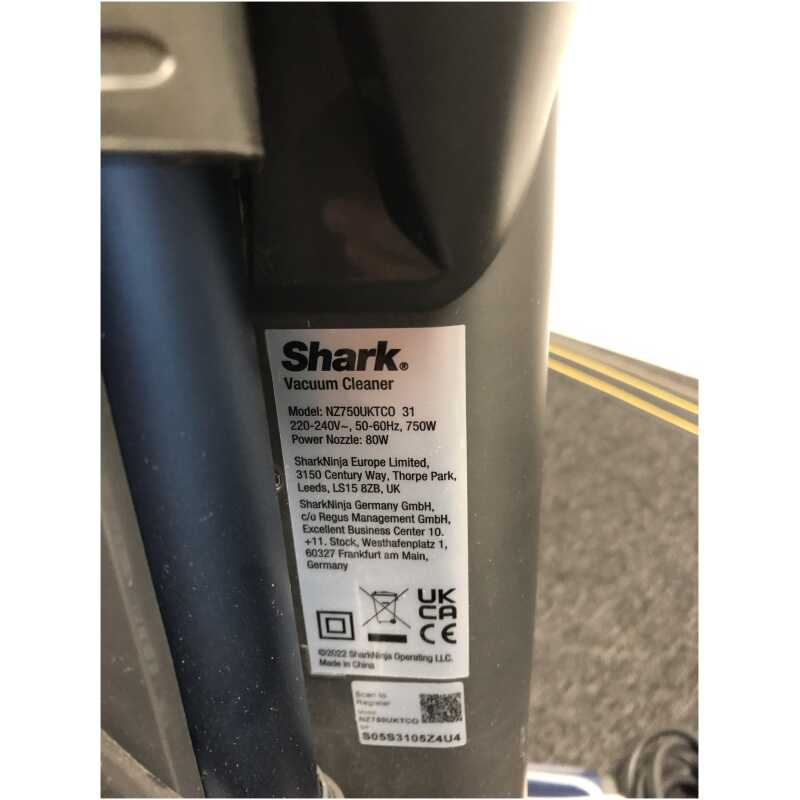 Shark®
Vacuum Cleaner
Model: NZ750UKTCO 31
220-240V~, 50-60Hz, 750W
Power Nozzle: 80W
SharkNinja Europe Limited,
3150 Century Way, Thorpe Park,
Leeds, LS15 8ZB, UK
SharkNinja Germany GmbH,
c/o Regus Management GmbH,
Excellent Business Center 10.
+11. Stock, Westhafenplatz 1,
60327 Frankfurt am Main,
Germany
UK
CA
CE
©2022 SharkNinja Operating LLC.
Made in China
Scan to
Register
Model:
NZ750UKTCO
S05S3105Z4U4